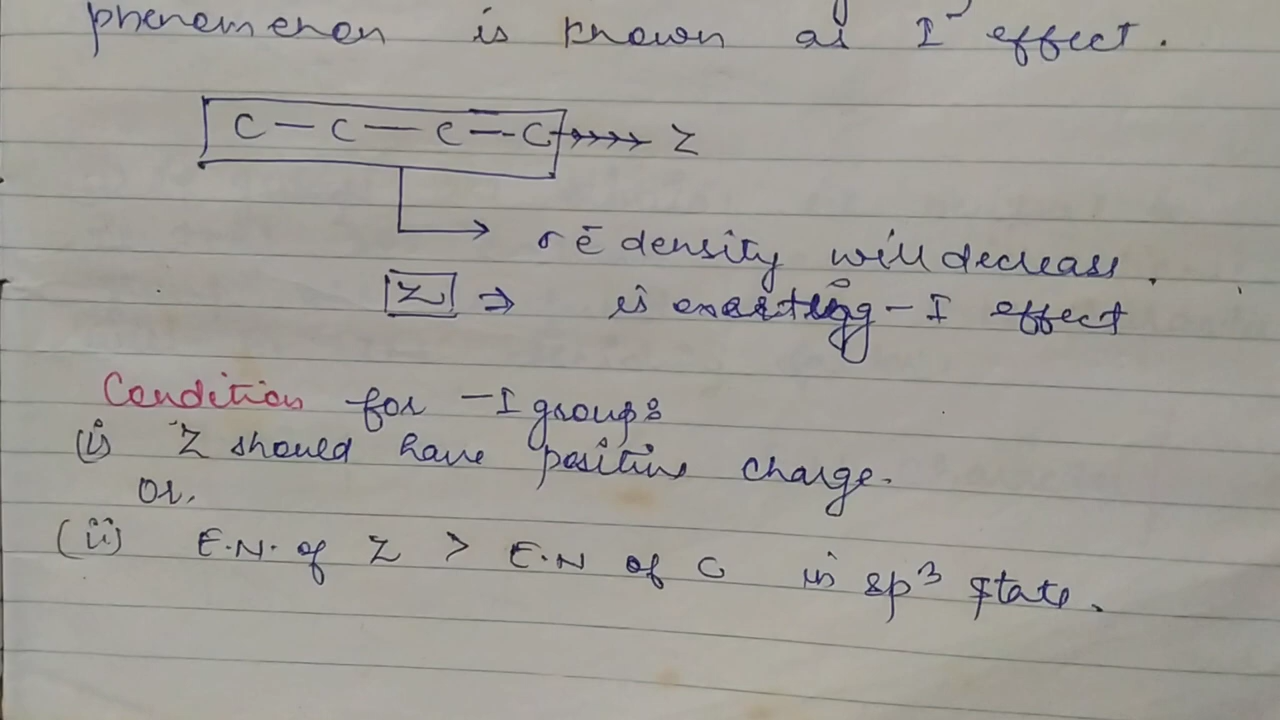 phenomenon is known as I⁻ effect.
C — C — C — C →→→→ Z
σ ē density will decrease.
Z ⇒ is exerting - I effect
Condition for -I groups
(i) Z should have positive charge.
or.
(ii) E.N. of Z > E.N of C in sp³ state.